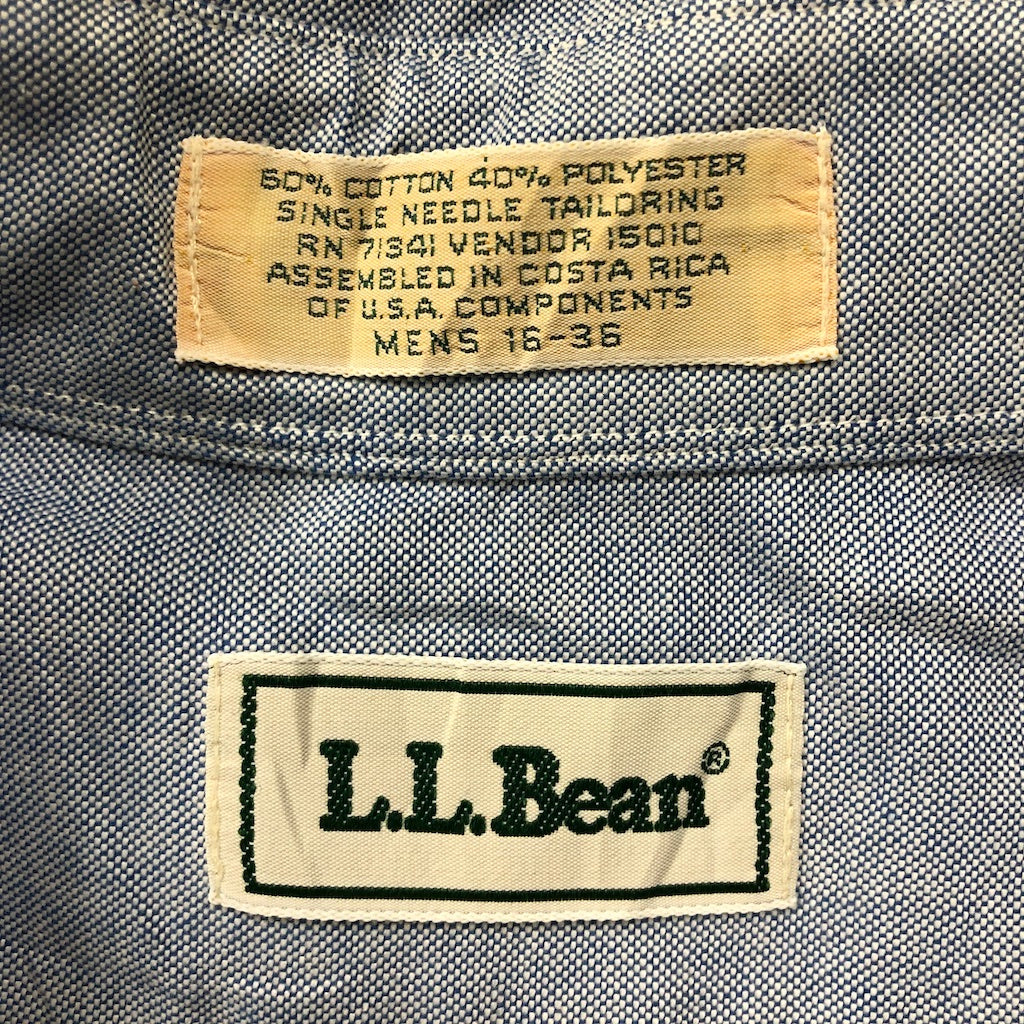 60% COTTON 40% POLYESTER
SINGLE NEEDLE TAILORING
RN 71341 VENDOR 15010
ASSEMBLED IN COSTA RICA
OF U.S.A. COMPONENTS
MENS 16-36
L.L.Bean®